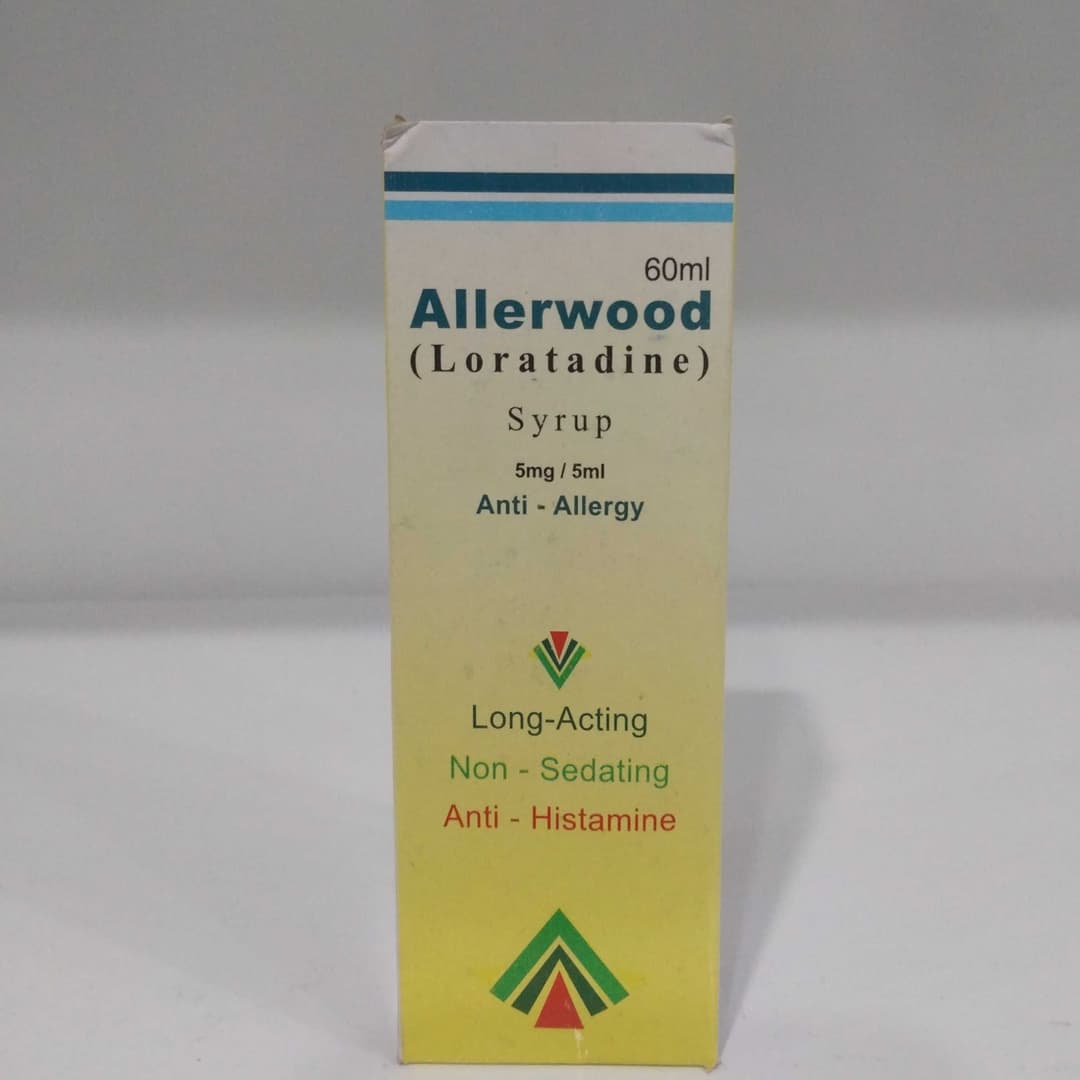 60ml
Allerwood
(Loratadine)
Syrup
5mg / 5ml
Anti - Allergy
Long-Acting
Non - Sedating
Anti - Histamine